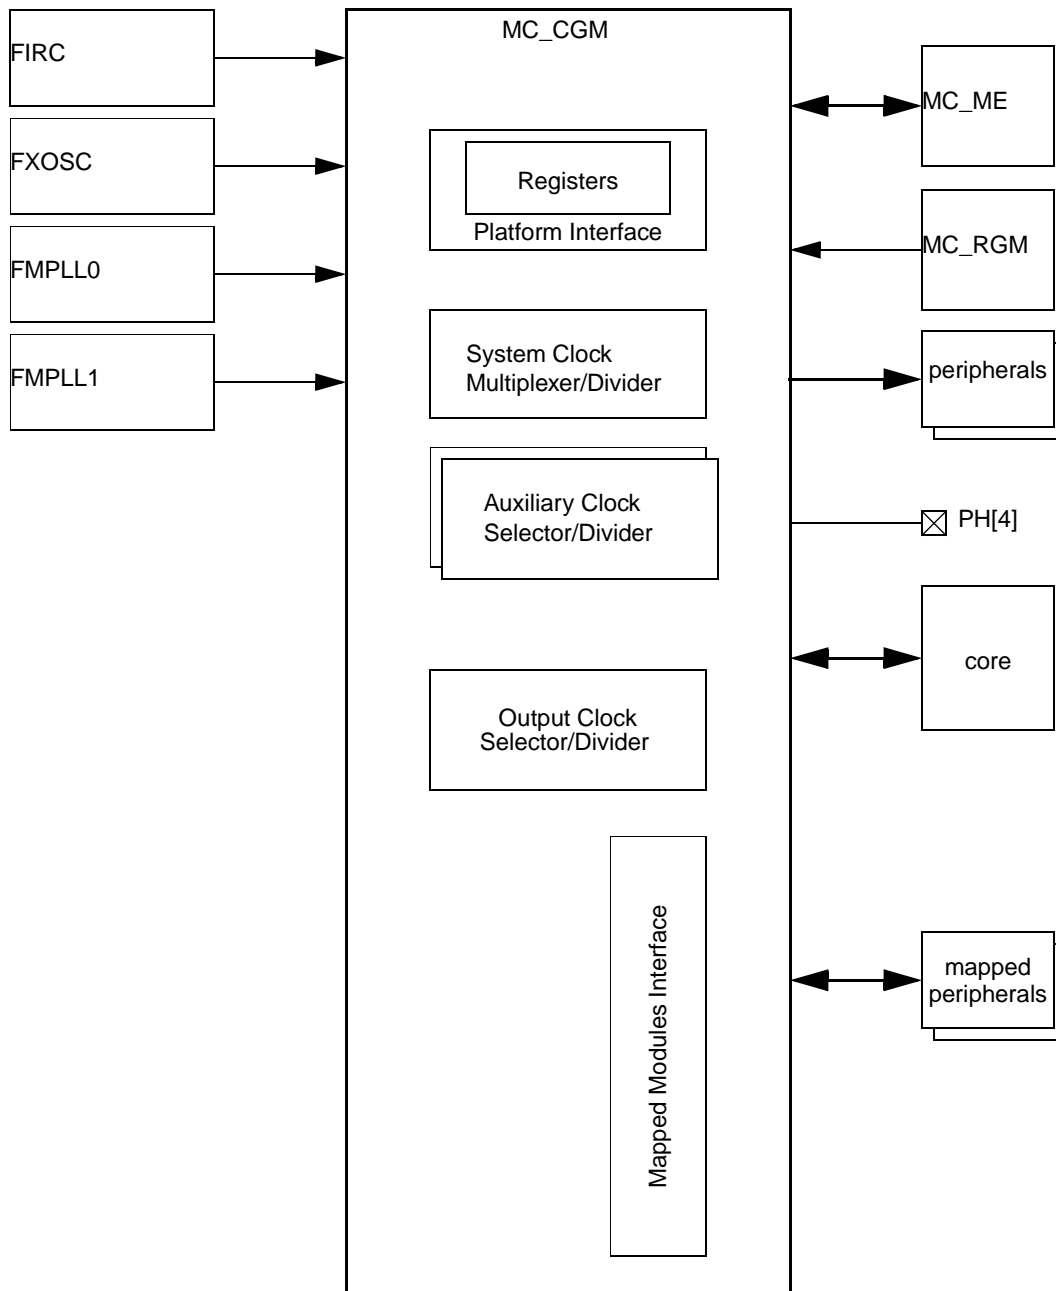 MC_CGM
FIRC
FXOSC
FMPLL0
FMPLL1
Registers
Platform Interface
System Clock
Multiplexer/Divider
Auxiliary Clock
Selector/Divider
Output Clock
Selector/Divider
Mapped Modules Interface
MC_ME
MC_RGM
peripherals
PH[4]
core
mapped
peripherals